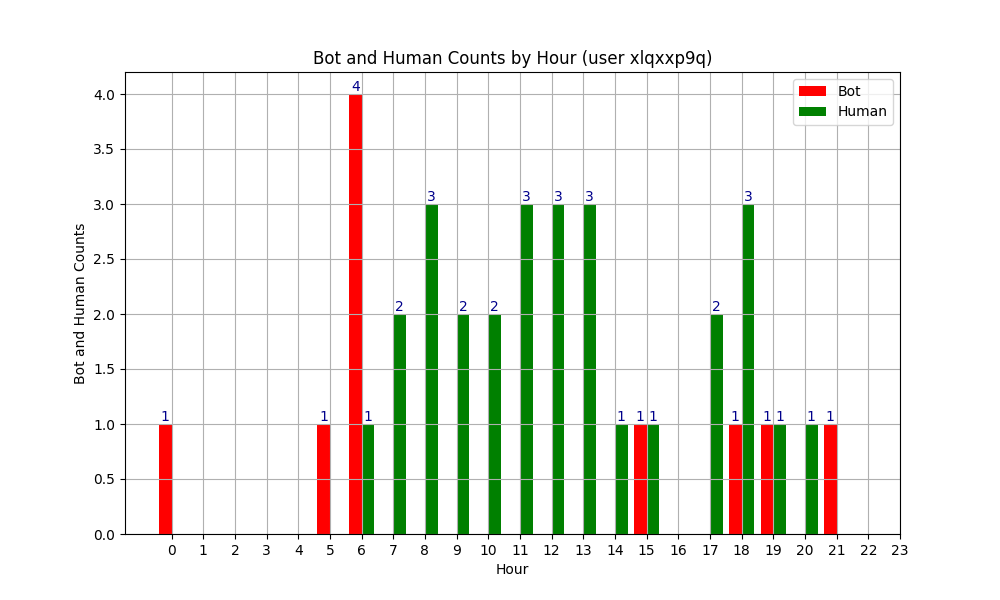 Bot and Human Counts by Hour (user xlqxxp9q)
Bot
Human
4.0
3.5
3.0
2.5
2.0
1.5
1.0
0.5
0.0
Bot and Human Counts
1 1 4 1 2 3 2 2 3 3 3 1 1 1 2 1 3 1 1 1 1
0 1 2 3 4 5 6 7 8 9 10 11 12 13 14 15 16 17 18 19 20 21 22 23
Hour